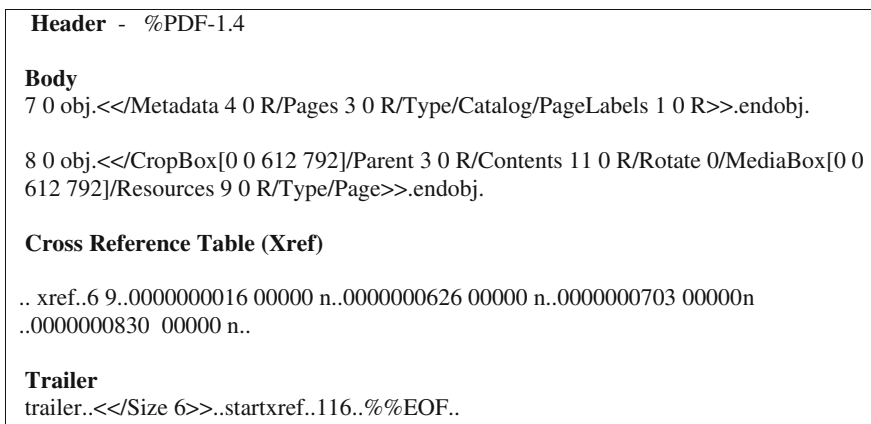 Header - %PDF-1.4
Body
7 0 obj.<</Metadata 4 0 R/Pages 3 0 R/Type/Catalog/PageLabels 1 0 R>>.endobj.
8 0 obj.<</CropBox[0 0 612 792]/Parent 3 0 R/Contents 11 0 R/Rotate 0/MediaBox[0 0
612 792]/Resources 9 0 R/Type/Page>>.endobj.
Cross Reference Table (Xref)
.. xref..6 9..0000000016 00000 n..0000000626 00000 n..0000000703 00000n
..0000000830 00000 n..
Trailer
trailer..<</Size 6>>..startxref..116..%%EOF..